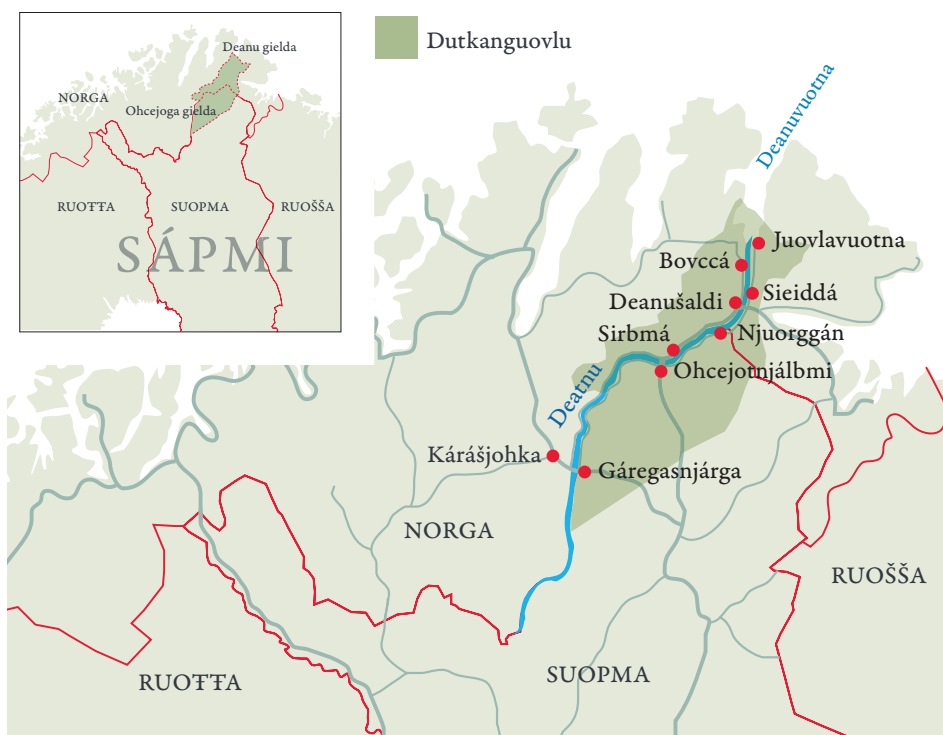 Deanu gielda
NORGA
Ohcejoga gielda
RUOŦŦA
SUOPMA
RUOŠŠA
SÁPMI
Dutkanguovlu
Deanuvuotna
Juovlavuotna
Bovccá
Sieiddá
Deanušaldi
Sirbmá
Njuorggán
Ohcejotnjálbmi
Deatnu
Kárášjohka
Gáregasnjárga
NORGA
RUOŠŠA
SUOPMA
RUOŦŦA